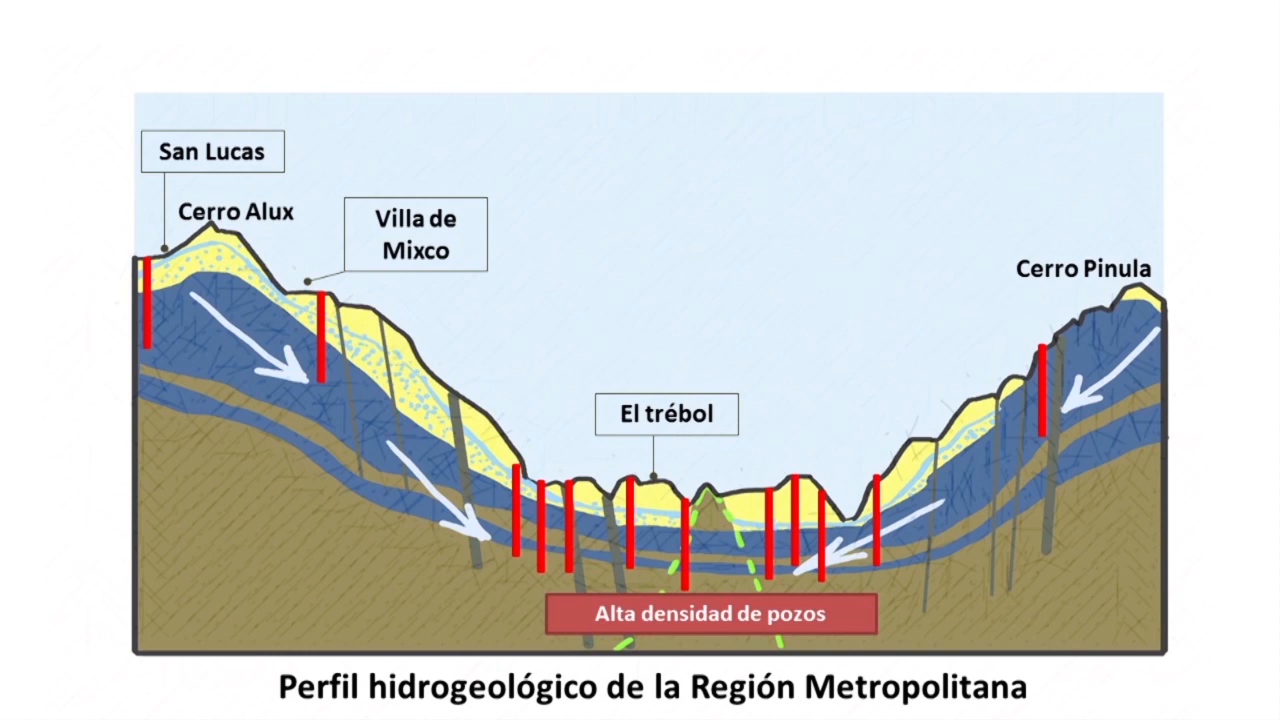 San Lucas
Cerro Alux
Villa de
Mixco
Cerro Pinula
El trébol
Alta densidad de pozos
Perfil hidrogeológico de la Región Metropolitana